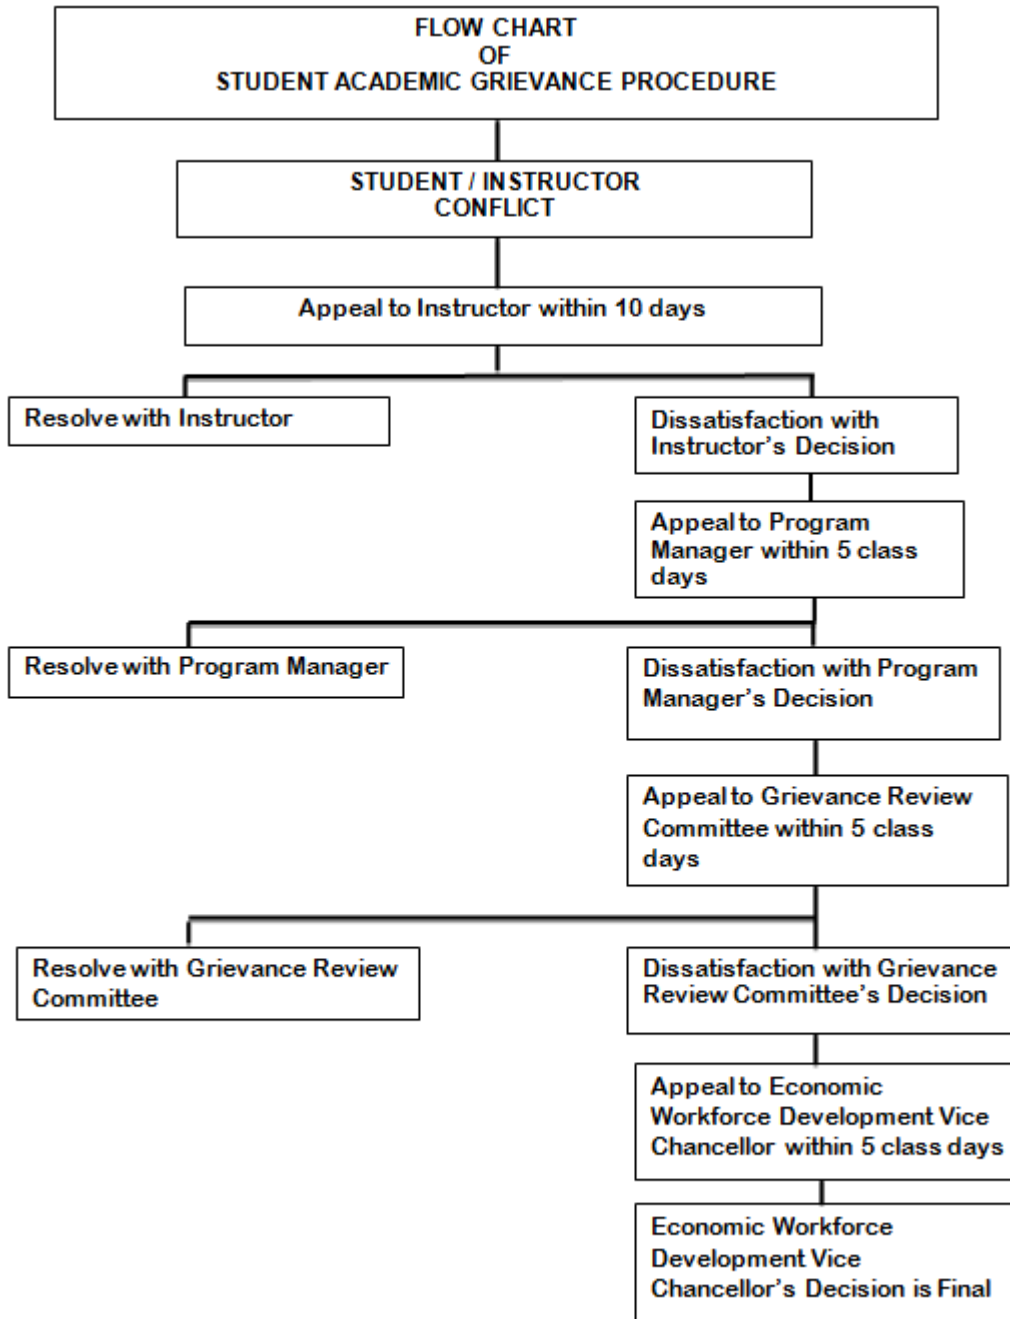 FLOW CHART
OF
STUDENT ACADEMIC GRIEVANCE PROCEDURE
STUDENT / INSTRUCTOR
CONFLICT
Appeal to Instructor within 10 days
Resolve with Instructor
Dissatisfaction with
Instructor's Decision
Appeal to Program
Manager within 5 class
days
Resolve with Program Manager
Dissatisfaction with Program
Manager's Decision
Appeal to Grievance Review
Committee within 5 class
days
Resolve with Grievance Review
Committee
Dissatisfaction with Grievance
Review Committee's Decision
Appeal to Economic
Workforce Development Vice
Chancellor within 5 class days
Economic Workforce
Development Vice
Chancellor's Decision is Final